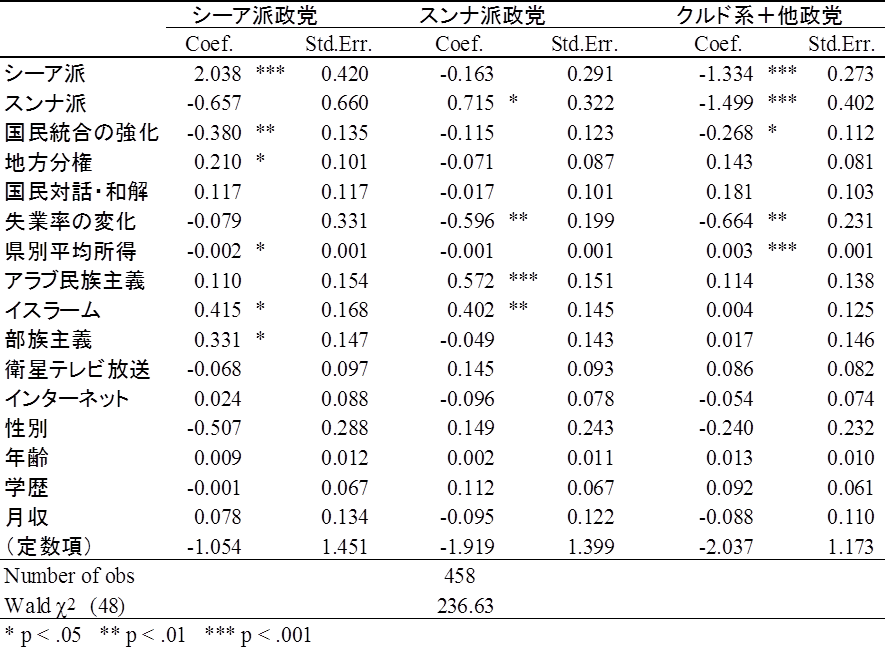 シーア派政党 スンナ派政党 クルド系＋他政党
Coef. Std.Err. Coef. Std.Err. Coef. Std.Err.
シーア派 2.038 *** 0.420 -0.163 0.291 -1.334 *** 0.273
スンナ派 -0.657 0.660 0.715 * 0.322 -1.499 *** 0.402
国民統合の強化 -0.380 ** 0.135 -0.115 0.123 -0.268 * 0.112
地方分権 0.210 * 0.101 -0.071 0.087 0.143 0.081
国民対話・和解 0.117 0.117 -0.017 0.101 0.181 0.103
失業率の変化 -0.079 0.331 -0.596 ** 0.199 -0.664 ** 0.231
県別平均所得 -0.002 * 0.001 -0.001 0.001 0.003 *** 0.001
アラブ民族主義 0.110 0.154 0.572 *** 0.151 0.114 0.138
イスラーム 0.415 * 0.168 0.402 ** 0.145 0.004 0.125
部族主義 0.331 * 0.147 -0.049 0.143 0.017 0.146
衛星テレビ放送 -0.068 0.097 0.145 0.093 0.086 0.082
インターネット 0.024 0.088 -0.096 0.078 -0.054 0.074
性別 -0.507 0.288 0.149 0.243 -0.240 0.232
年齢 0.009 0.012 0.002 0.011 0.013 0.010
学歴 -0.001 0.067 0.112 0.067 0.092 0.061
月収 0.078 0.134 -0.095 0.122 -0.088 0.110
（定数項） -1.054 1.451 -1.919 1.399 -2.037 1.173
Number of obs 458
Wald χ2 (48) 236.63
* p < .05 ** p < .01 *** p < .001